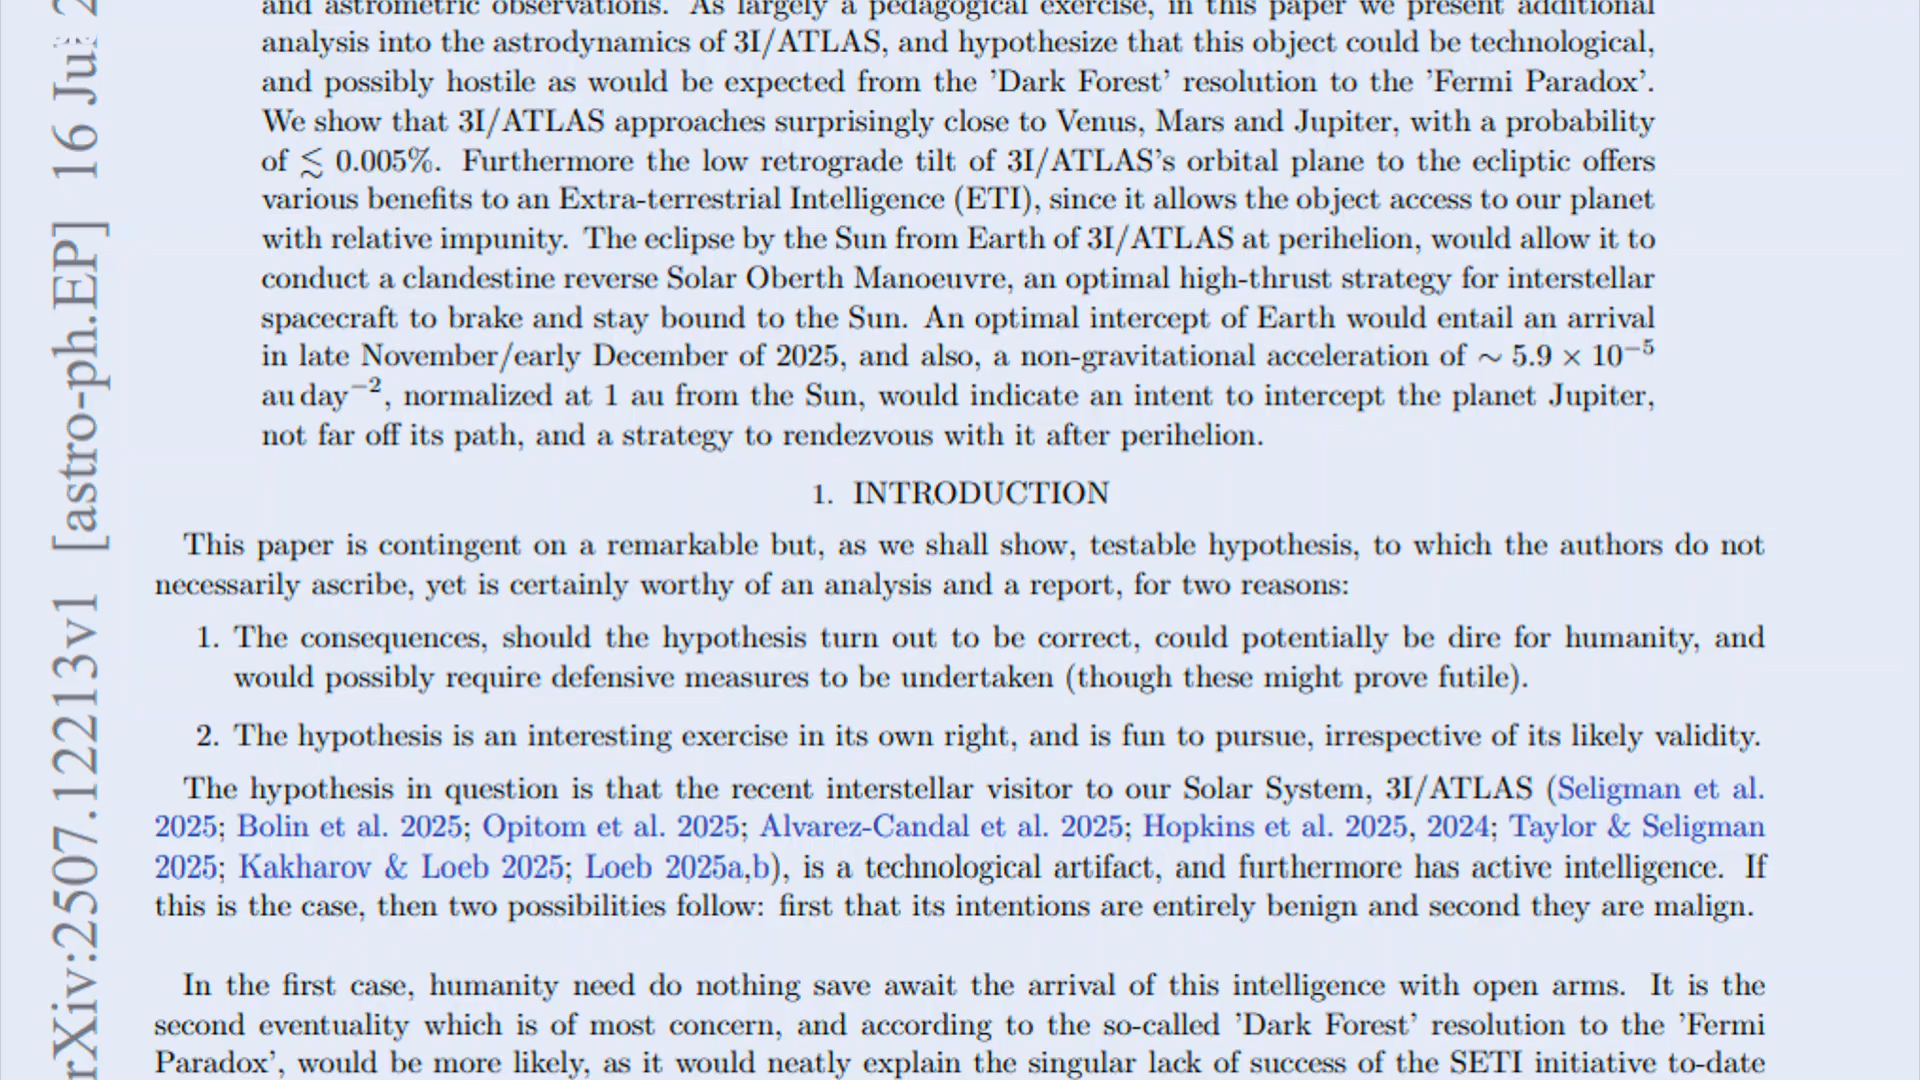 and astrometric observations. As largely a pedagogical exercise, in this paper we present additional
analysis into the astrodynamics of 3I/ATLAS, and hypothesize that this object could be technological,
and possibly hostile as would be expected from the 'Dark Forest' resolution to the 'Fermi Paradox'.
We show that 3I/ATLAS approaches surprisingly close to Venus, Mars and Jupiter, with a probability
of ≲ 0.005%. Furthermore the low retrograde tilt of 3I/ATLAS's orbital plane to the ecliptic offers
various benefits to an Extra-terrestrial Intelligence (ETI), since it allows the object access to our planet
with relative impunity. The eclipse by the Sun from Earth of 3I/ATLAS at perihelion, would allow it to
conduct a clandestine reverse Solar Oberth Manoeuvre, an optimal high-thrust strategy for interstellar
spacecraft to brake and stay bound to the Sun. An optimal intercept of Earth would entail an arrival
in late November/early December of 2025, and also, a non-gravitational acceleration of ∼ 5.9 × 10⁻⁵
au day⁻², normalized at 1 au from the Sun, would indicate an intent to intercept the planet Jupiter,
not far off its path, and a strategy to rendezvous with it after perihelion.
1. INTRODUCTION
This paper is contingent on a remarkable but, as we shall show, testable hypothesis, to which the authors do not
necessarily ascribe, yet is certainly worthy of an analysis and a report, for two reasons:
1. The consequences, should the hypothesis turn out to be correct, could potentially be dire for humanity, and
would possibly require defensive measures to be undertaken (though these might prove futile).
2. The hypothesis is an interesting exercise in its own right, and is fun to pursue, irrespective of its likely validity.
The hypothesis in question is that the recent interstellar visitor to our Solar System, 3I/ATLAS (Seligman et al.
2025; Bolin et al. 2025; Opitom et al. 2025; Alvarez-Candal et al. 2025; Hopkins et al. 2025, 2024; Taylor & Seligman
2025; Kakharov & Loeb 2025; Loeb 2025a,b), is a technological artifact, and furthermore has active intelligence. If
this is the case, then two possibilities follow: first that its intentions are entirely benign and second they are malign.
In the first case, humanity need do nothing save await the arrival of this intelligence with open arms. It is the
second eventuality which is of most concern, and according to the so-called 'Dark Forest' resolution to the 'Fermi
Paradox', would be more likely, as it would neatly explain the singular lack of success of the SETI initiative to-date
rXiv:2507.12213v1 [astro-ph.EP] 16 Jul 2